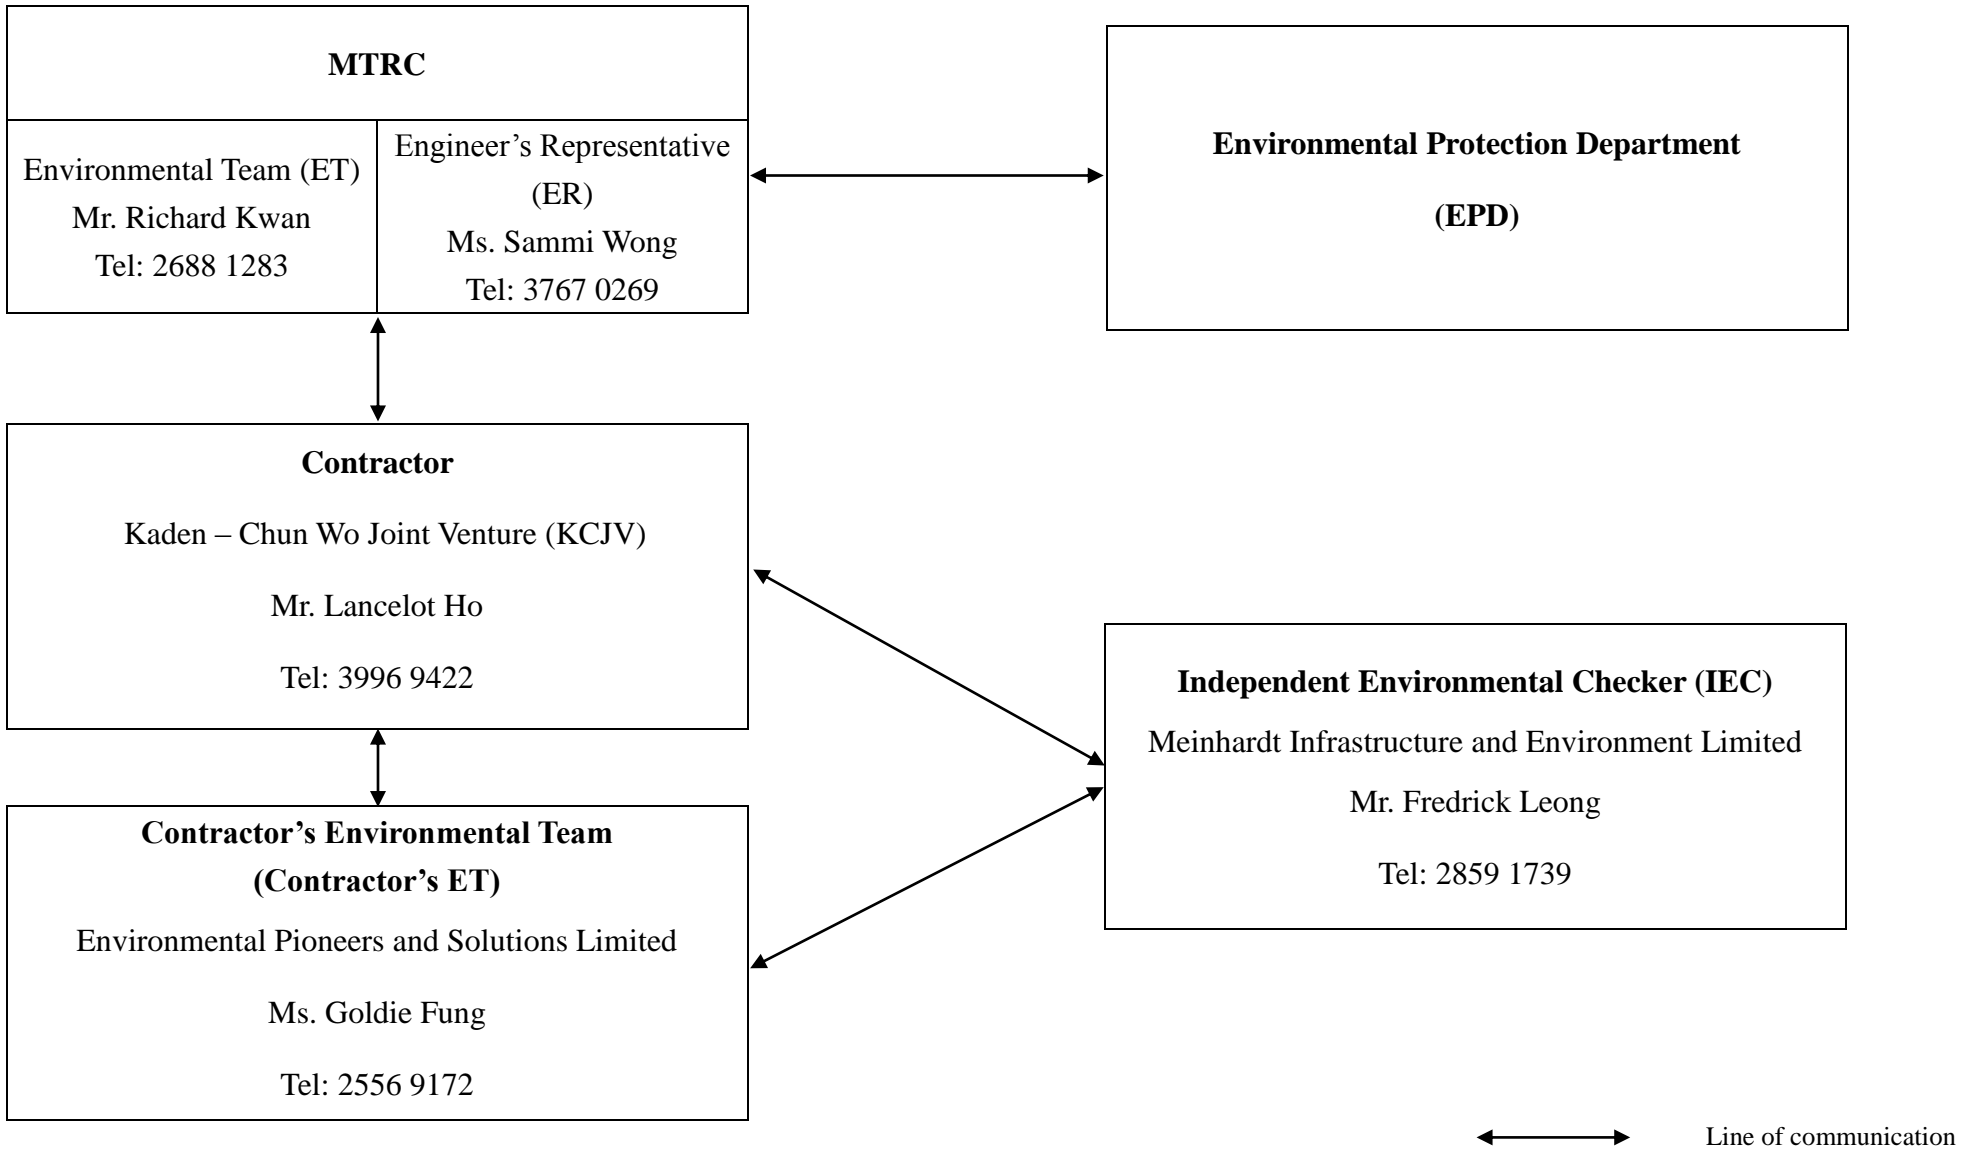 MTRC
Environmental Team (ET)
Mr. Richard Kwan
Tel: 2688 1283
Engineer’s Representative
(ER)
Ms. Sammi Wong
Tel: 3767 0269
Environmental Protection Department
(EPD)
Contractor
Kaden – Chun Wo Joint Venture (KCJV)
Mr. Lancelot Ho
Tel: 3996 9422
Independent Environmental Checker (IEC)
Meinhardt Infrastructure and Environment Limited
Mr. Fredrick Leong
Tel: 2859 1739
Contractor’s Environmental Team
(Contractor’s ET)
Environmental Pioneers and Solutions Limited
Ms. Goldie Fung
Tel: 2556 9172
Line of communication